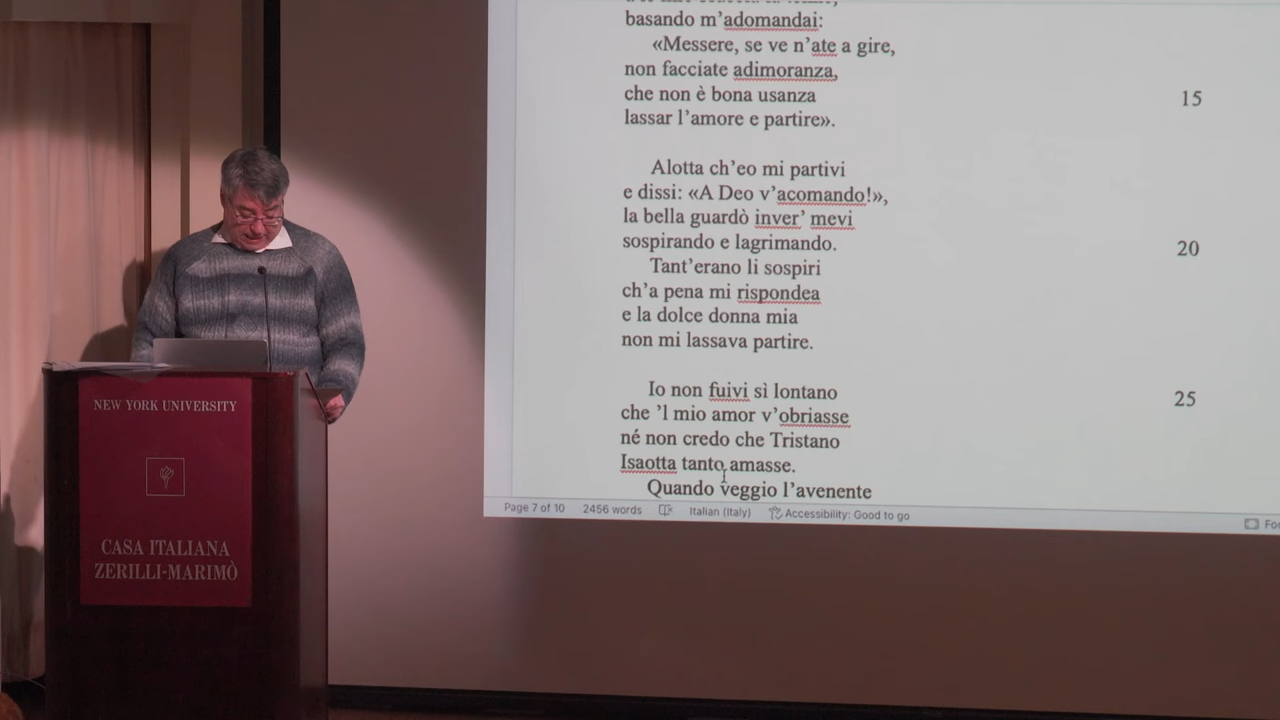 basando m'adomandai:
«Messere, se ve n'ate a gire,
non facciate adimoranza,
che non è bona usanza
15
lassar l'amore e partire».
Alotta ch'eo mi partivi
e dissi: «A Deo v'acomando!»,
la bella guardò inver' mevi
sospirando e lagrimando.
20
Tant'erano li sospiri
ch'a pena mi rispondea
e la dolce donna mia
non mi lassava partire.
Io non fuivi sì lontano
25
che 'l mio amor v'obriasse
né non credo che Tristano
Isaotta tanto amasse.
Quando veggio l'avenente
Page 7 of 10 2456 words Italian (Italy) Accessibility: Good to go
NEW YORK UNIVERSITY
CASA ITALIANA
ZERILLI-MARIMÒ